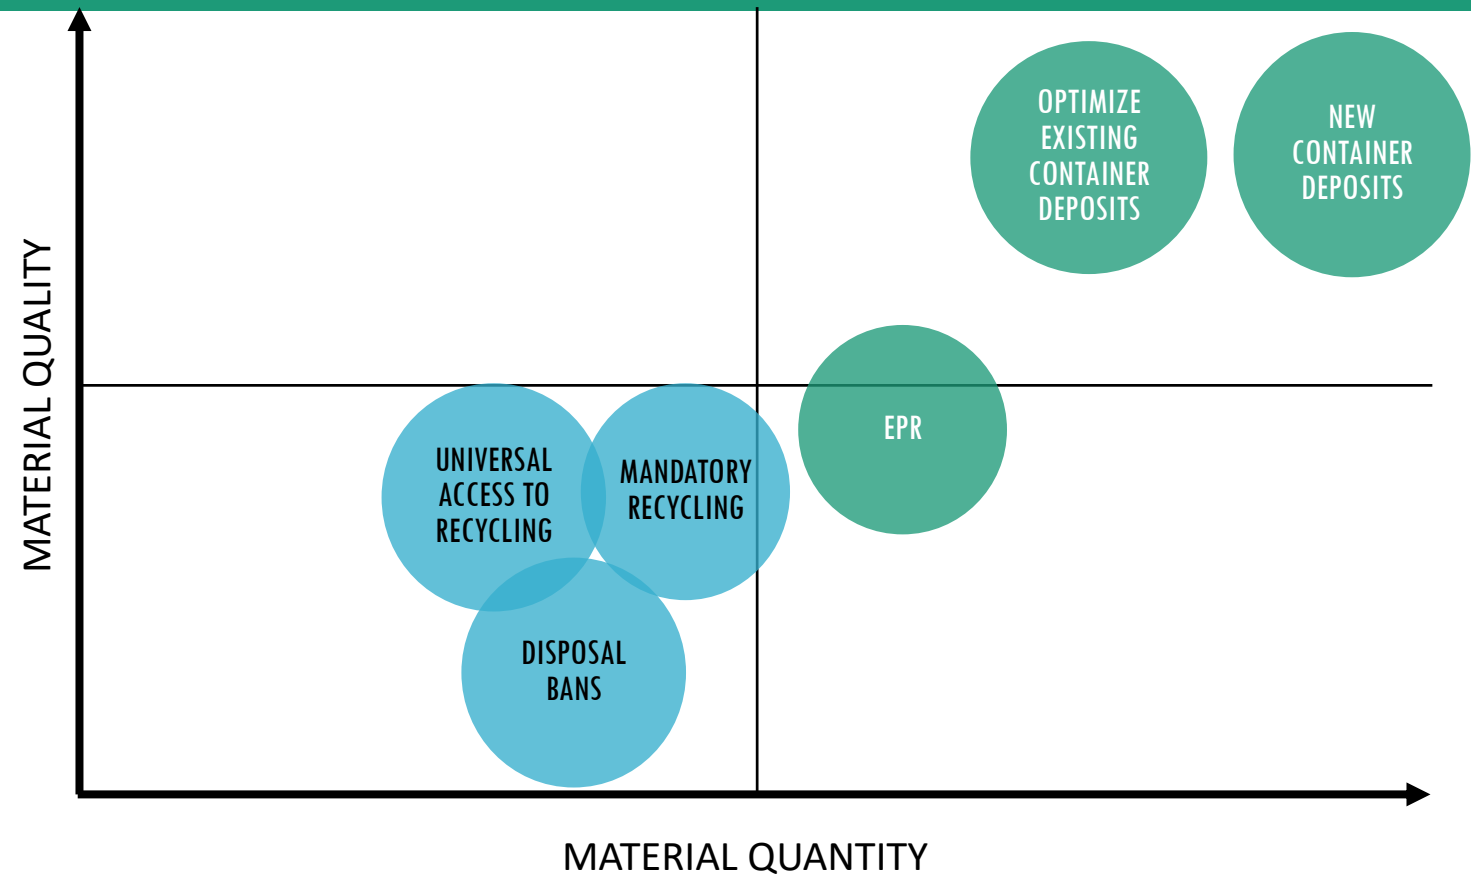 OPTIMIZE
EXISTING
CONTAINER
DEPOSITS
NEW
CONTAINER
DEPOSITS
MATERIAL QUALITY
EPR
UNIVERSAL
ACCESS TO
RECYCLING
MANDATORY
RECYCLING
DISPOSAL
BANS
MATERIAL QUANTITY